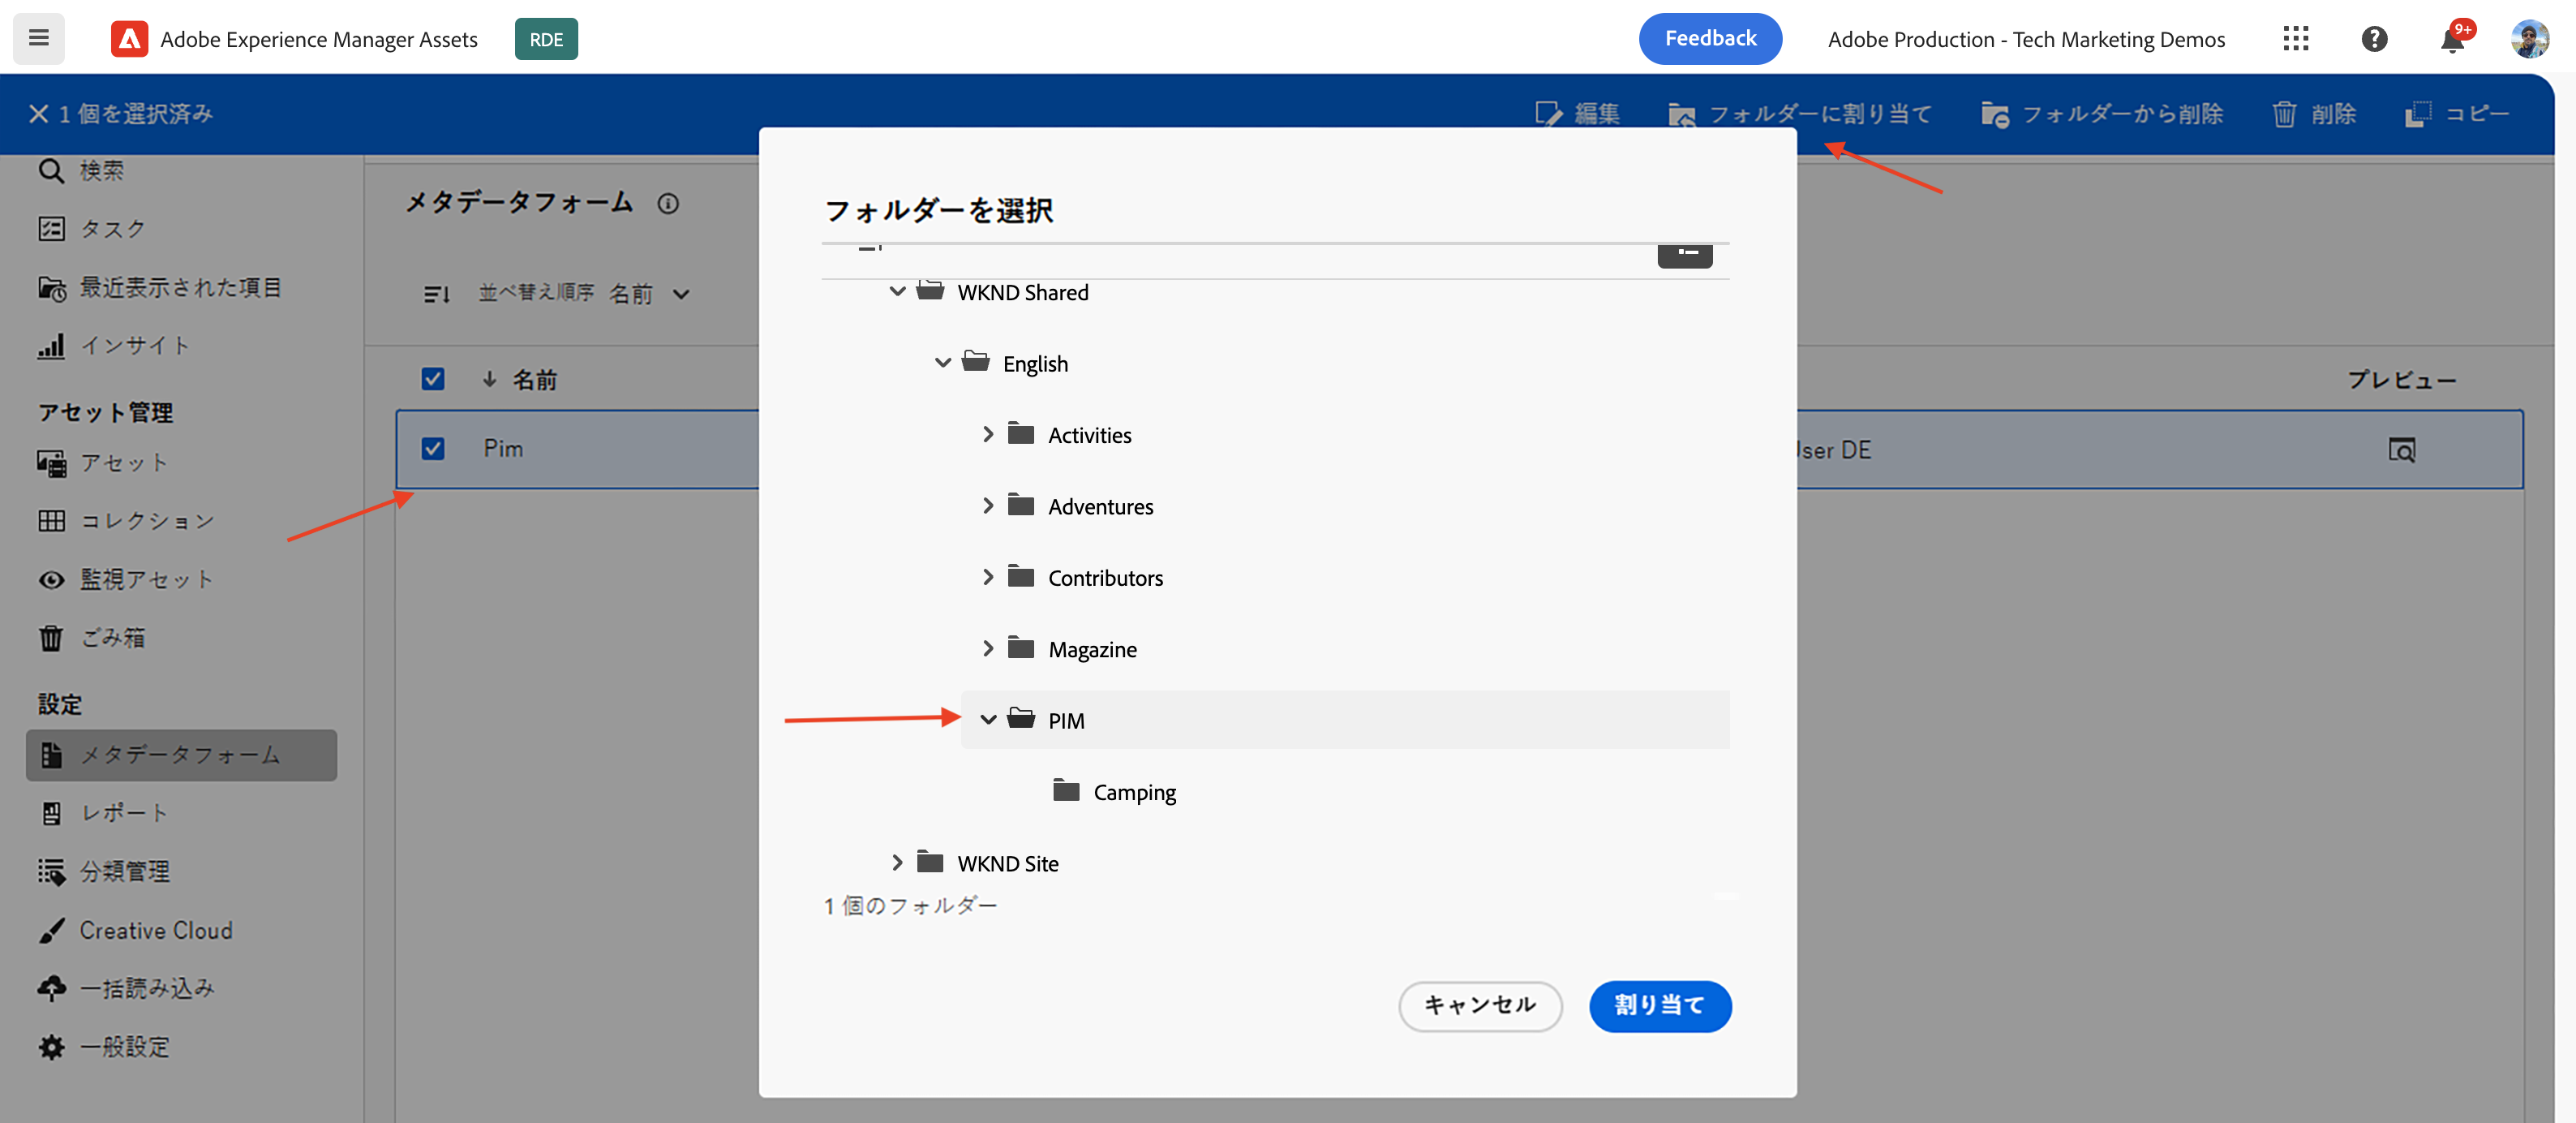 Adobe Experience Manager Assets
RDE
Feedback
Adobe Production - Tech Marketing Demos
9+
1 個を選択済み
編集
フォルダーに割り当て
フォルダーから削除
削除
コピー
検索
タスク
最近表示された項目
インサイト
アセット管理
アセット
コレクション
監視アセット
ごみ箱
設定
メタデータフォーム
レポート
分類管理
Creative Cloud
一括読み込み
一般設定
メタデータフォーム
並べ替え順序 名前
名前
プレビュー
Pim
User DE
フォルダーを選択
WKND Shared
English
Activities
Adventures
Contributors
Magazine
PIM
Camping
WKND Site
1 個のフォルダー
キャンセル
割り当て